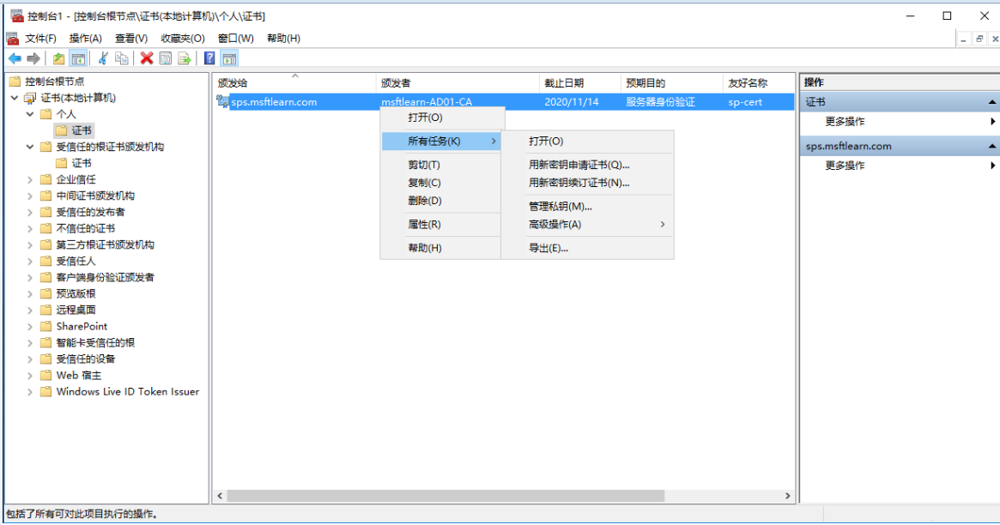 控制台1 - [控制台根节点\证书(本地计算机)\个人\证书]
文件(F) 操作(A) 查看(V) 收藏夹(O) 窗口(W) 帮助(H)
控制台根节点
证书(本地计算机)
个人
证书
受信任的根证书颁发机构
证书
企业信任
中间证书颁发机构
受信任的发布者
不信任的证书
第三方根证书颁发机构
受信任人
客户端身份验证颁发者
预览版根
远程桌面
SharePoint
智能卡受信任的根
受信任的设备
Web 宿主
Windows Live ID Token Issuer
颁发给 颁发者 截止日期 预期目的 友好名称
sps.msftlearn.com msftlearn-AD01-CA 2020/11/14 服务器身份验证 sp-cert
打开(O)
所有任务(K)
剪切(T)
复制(C)
删除(D)
属性(R)
帮助(H)
打开(O)
用新密钥申请证书(Q)...
用新密钥续订证书(N)...
管理私钥(M)...
高级操作(A)
导出(E)...
操作
证书
更多操作
sps.msftlearn.com
更多操作
包括了所有可对此项目执行的操作。